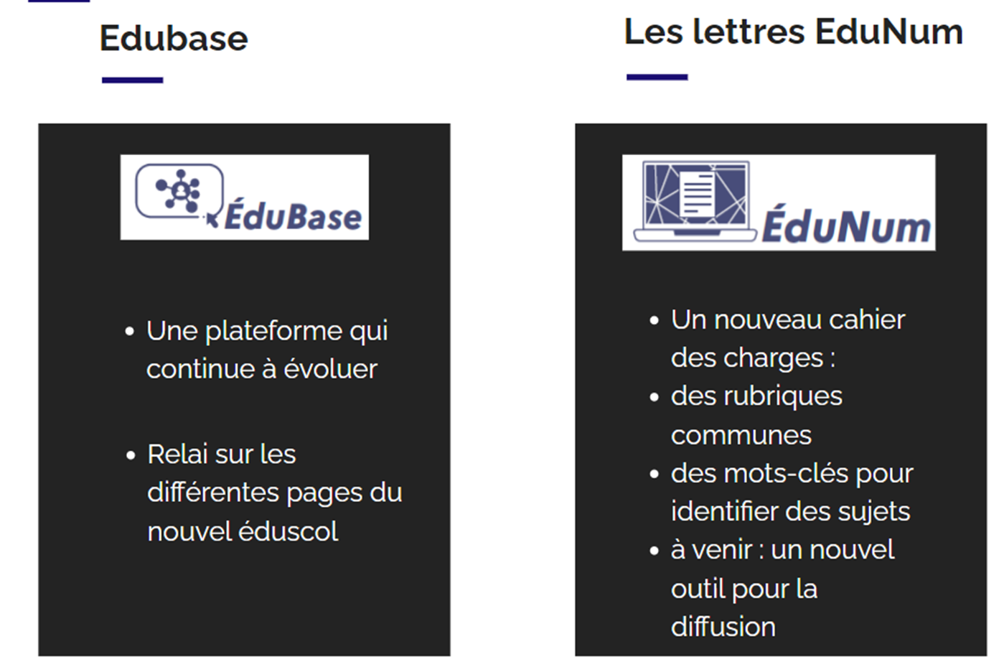 Edubase
ÉduBase
• Une plateforme qui
continue à évoluer
• Relai sur les
différentes pages du
nouvel éduscol
Les lettres EduNum
ÉduNum
• Un nouveau cahier
des charges :
• des rubriques
communes
• des mots-clés pour
identifier des sujets
• à venir : un nouvel
outil pour la
diffusion